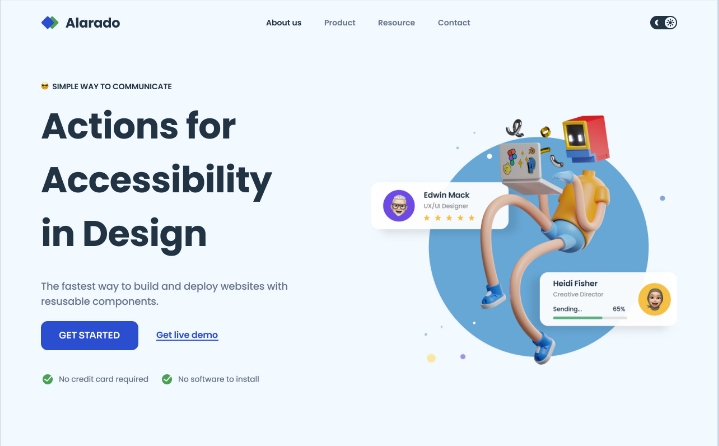 Alarado
About us
Product
Resource
Contact
SIMPLE WAY TO COMMUNICATE
Actions for
Accessibility
in Design
The fastest way to build and deploy websites with
resusable components.
GET STARTED
Get live demo
No credit card required
No software to install
Edwin Mack
UX/UI Designer
Heidi Fisher
Creative Director
Sending...
65%